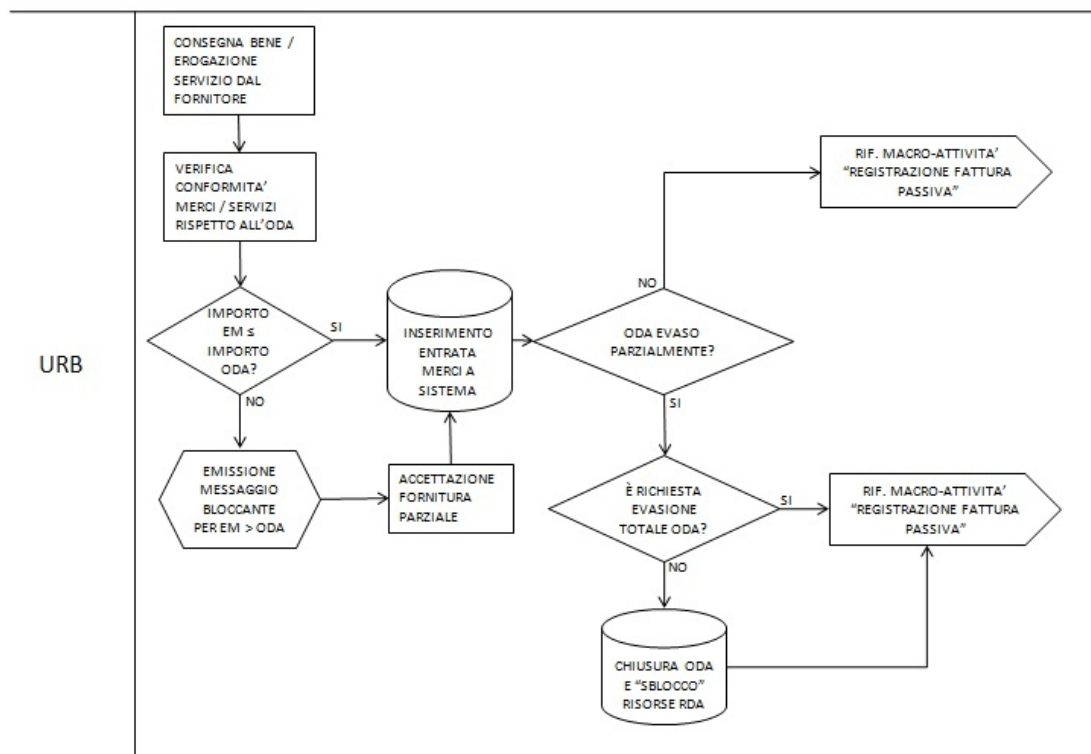 URB
CONSEGNA BENE /
EROGAZIONE
SERVIZIO DAL
FORNITORE
VERIFICA
CONFORMITA'
MERCI / SERVIZI
RISPETTO ALL'ODA
IMPORTO
EM ≤
IMPORTO
ODA?
SI
NO
EMISSIONE
MESSAGGIO
BLOCCANTE
PER EM > ODA
ACCETTAZIONE
FORNITURA
PARZIALE
INSERIMENTO
ENTRATA
MERCI A
SISTEMA
ODA EVASO
PARZIALMENTE?
NO
RIF. MACRO-ATTIVITA'
"REGISTRAZIONE FATTURA
PASSIVA"
SI
È RICHIESTA
EVASIONE
TOTALE ODA?
SI
RIF. MACRO-ATTIVITA'
"REGISTRAZIONE FATTURA
PASSIVA"
NO
CHIUSURA ODA
E "SBLOCCO"
RISORSE RDA